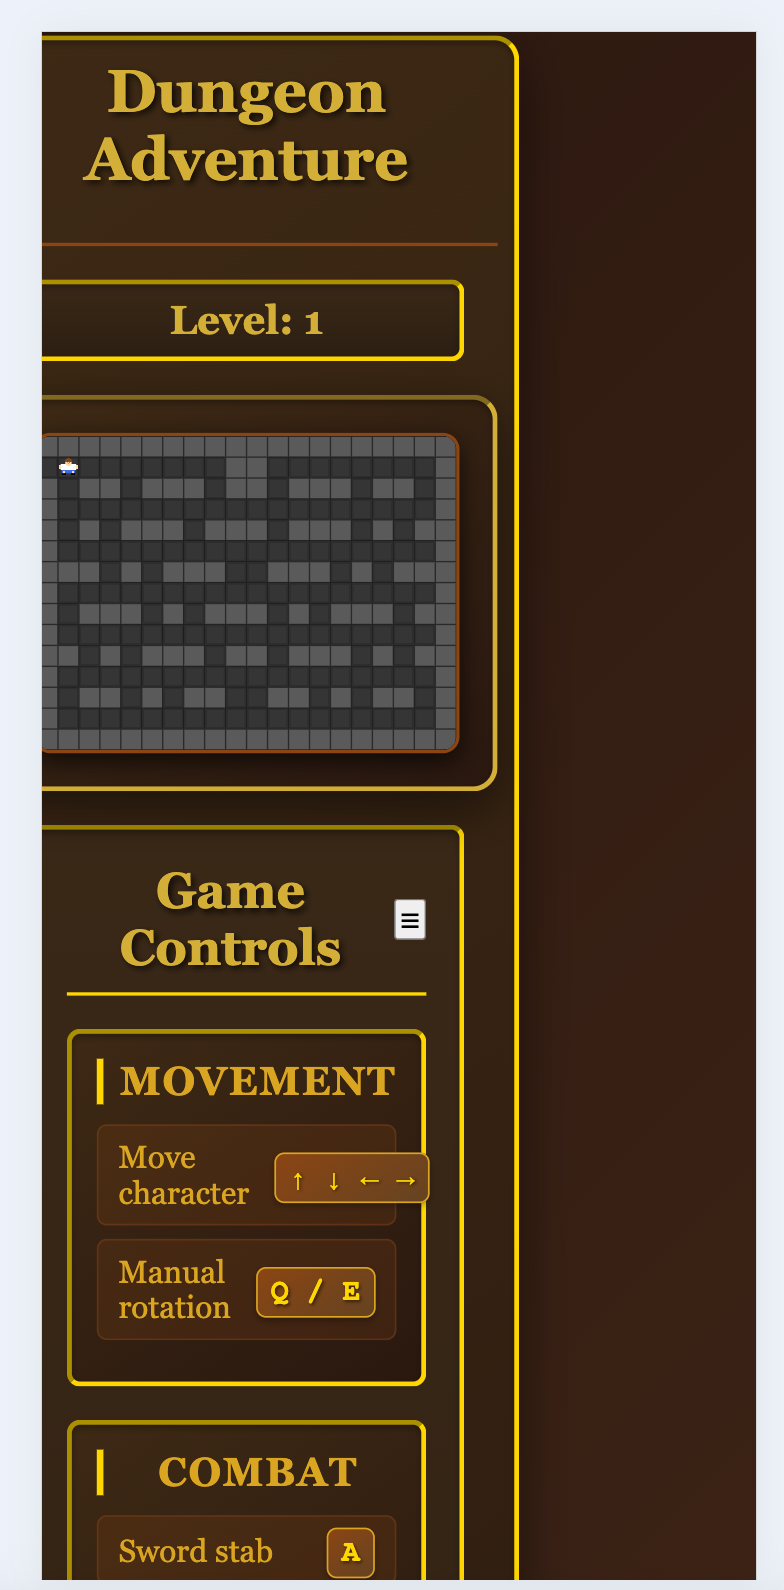 Dungeon
Adventure
Level: 1
Game
Controls
≡
MOVEMENT
Move
character
↑ ↓ ← →
Manual
rotation
Q / E
COMBAT
Sword stab
A